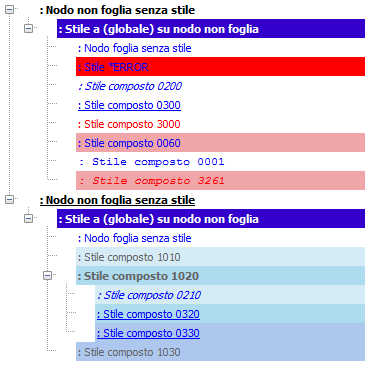 : Nodo non foglia senza stile
: Stile a (globale) su nodo non foglia
: Nodo foglia senza stile
: Stile "ERROR
: Stile composto 0200
: Stile composto 0300
: Stile composto 3000
: Stile composto 0060
: Stile composto 0001
: Stile composto 3261
: Nodo non foglia senza stile
: Stile a (globale) su nodo non foglia
: Nodo foglia senza stile
: Stile composto 1010
: Stile composto 1020
: Stile composto 0210
: Stile composto 0320
: Stile composto 0330
: Stile composto 1030